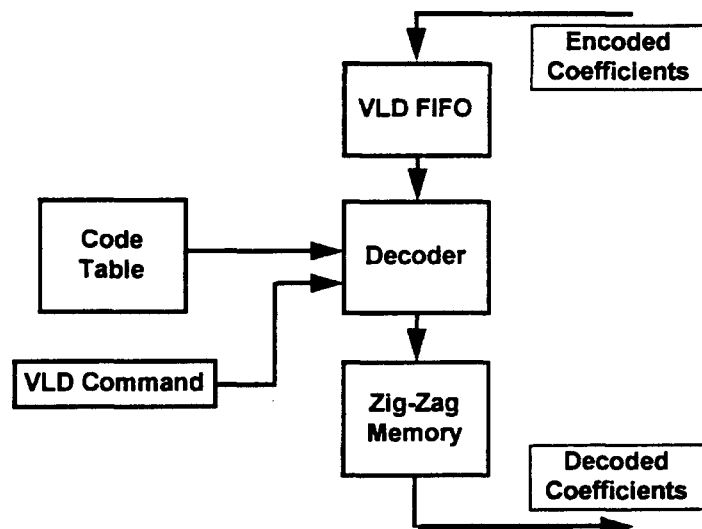 Encoded
Coefficients
VLD FIFO
Code
Table
Decoder
VLD Command
Zig-Zag
Memory
Decoded
Coefficients